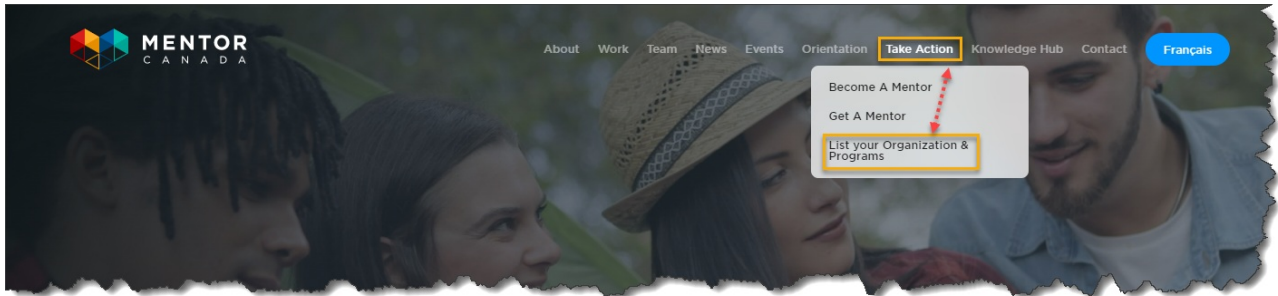 MENTOR
CANADA
About Work Team News Events Orientation Take Action Knowledge Hub Contact Français
Become A Mentor
Get A Mentor
List your Organization &
Programs